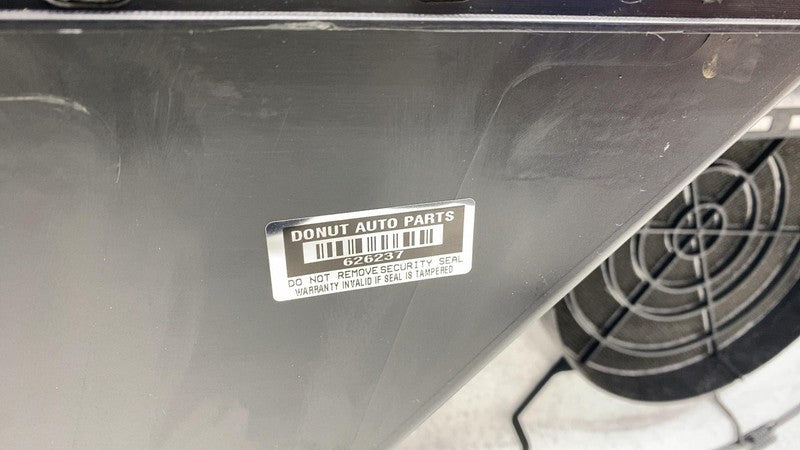 DONUT AUTO PARTS
626237
DO NOT REMOVE SECURITY SEAL
WARRANTY INVALID IF SEAL IS TAMPERED